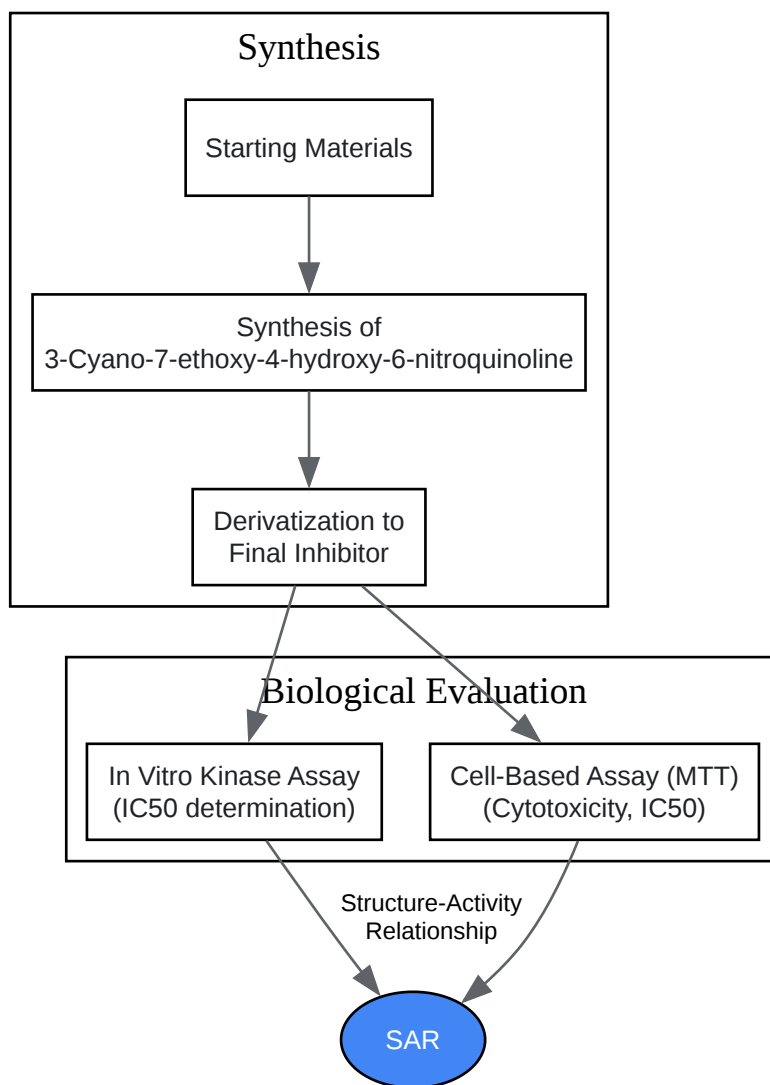 Synthesis
Starting Materials
Synthesis of
3-Cyano-7-ethoxy-4-hydroxy-6-nitroquinoline
Derivatization to
Final Inhibitor
Biological Evaluation
In Vitro Kinase Assay
(IC50 determination)
Cell-Based Assay (MTT)
(Cytotoxicity, IC50)
Structure-Activity
Relationship
SAR